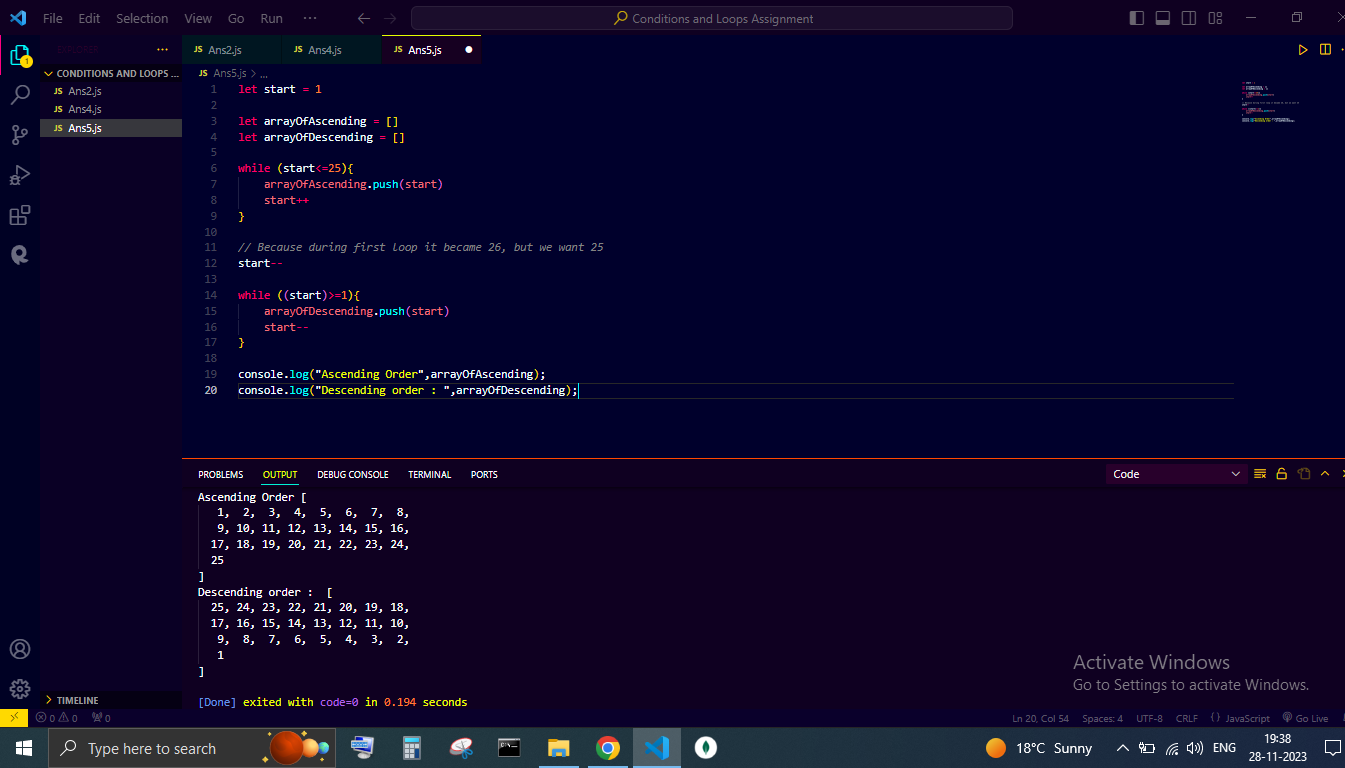 File Edit Selection View Go Run ··· ← → Conditions and Loops Assignment
EXPLORER ···
1
CONDITIONS AND LOOPS ...
JS Ans2.js
JS Ans4.js
JS Ans5.js
TIMELINE
JS Ans2.js JS Ans4.js JS Ans5.js ●
JS Ans5.js > ...
1 let start = 1
2
3 let arrayOfAscending = []
4 let arrayOfDescending = []
5
6 while (start<=25){
7 arrayOfAscending.push(start)
8 start++
9 }
10
11 // Because during first loop it became 26, but we want 25
12 start--
13
14 while ((start)>=1){
15 arrayOfDescending.push(start)
16 start--
17 }
18
19 console.log("Ascending Order",arrayOfAscending);
20 console.log("Descending order : ",arrayOfDescending);
PROBLEMS OUTPUT DEBUG CONSOLE TERMINAL PORTS Code
Ascending Order [
1, 2, 3, 4, 5, 6, 7, 8,
9, 10, 11, 12, 13, 14, 15, 16,
17, 18, 19, 20, 21, 22, 23, 24,
25
]
Descending order :  [
25, 24, 23, 22, 21, 20, 19, 18,
17, 16, 15, 14, 13, 12, 11, 10,
9, 8, 7, 6, 5, 4, 3, 2,
1
]
[Done] exited with code=0 in 0.194 seconds
Activate Windows
Go to Settings to activate Windows.
0 0 0 Ln 20, Col 54 Spaces: 4 UTF-8 CRLF {} JavaScript Go Live
Type here to search 18°C Sunny ENG 19:38
28-11-2023